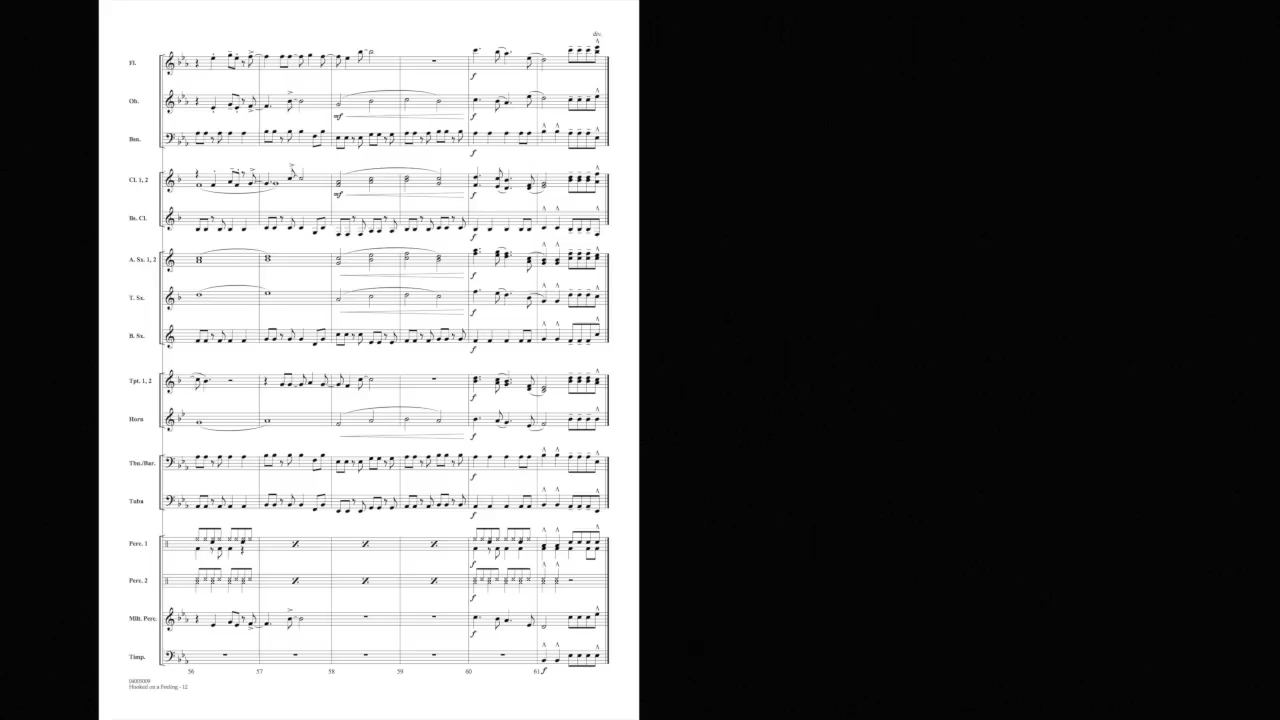 div.
Fl.
f
Ob.
mf
f
Bsn.
f
Cl. 1, 2
mf
f
Bs. Cl.
f
A. Sx. 1, 2
f
T. Sx.
f
B. Sx.
f
Tpt. 1, 2
f
Horn
f
Tbn./Bar.
f
Tuba
f
Perc. 1
f
Perc. 2
f
Mlt. Perc.
f
Timp.
f
56 57 58 59 60 61
Hooked on a Feeling - 12